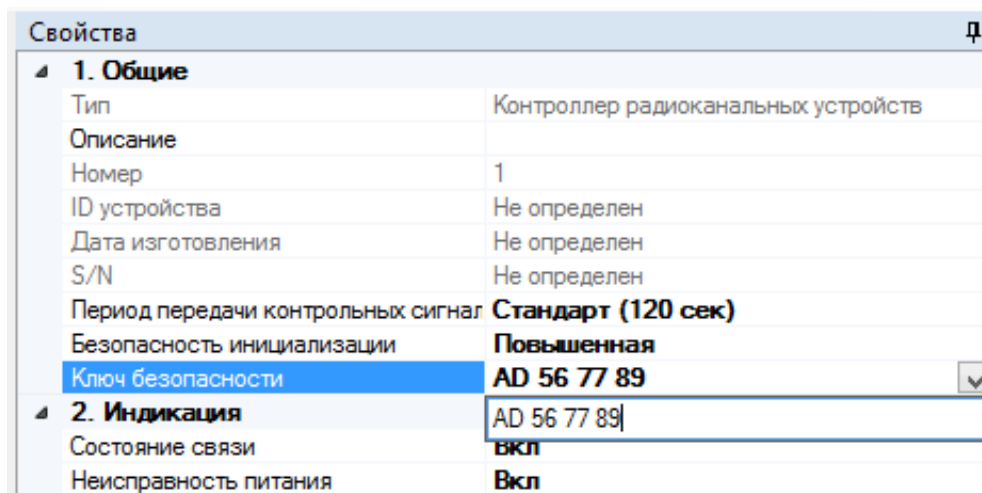 Свойства
1. Общие
Тип Контроллер радиоканальных устройств
Описание
Номер 1
ID устройства Не определен
Дата изготовления Не определен
S/N Не определен
Период передачи контрольных сигнал Стандарт (120 сек)
Безопасность инициализации Повышенная
Ключ безопасности AD 56 77 89
2. Индикация AD 56 77 89
Состояние связи Вкл
Неисправность питания Вкл